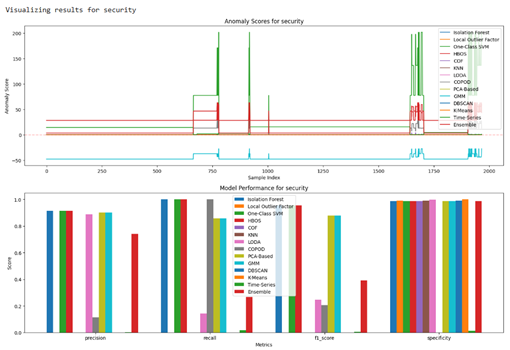 Visualizing results for security
Anomaly Scores for security
Anomaly Score
200
150
100
50
0
−50
0
250
500
750
1000
1250
1500
1750
2000
Sample Index
Isolation Forest
Local Outlier Factor
One-Class SVM
HBOS
COF
KNN
LODA
COPOD
PCA-Based
GMM
DBSCAN
K-Means
Time-Series
Ensemble
Model Performance for security
Score
1.0
0.8
0.6
0.4
0.2
0.0
precision
recall
f1_score
specificity
Metrics
Isolation Forest
Local Outlier Factor
One-Class SVM
HBOS
COF
KNN
LODA
COPOD
PCA-Based
GMM
DBSCAN
K-Means
Time-Series
Ensemble